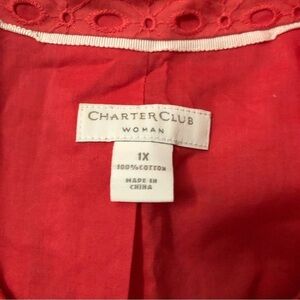 CHARTER CLUB
WOMAN
1X
100% COTTON
MADE IN
CHINA